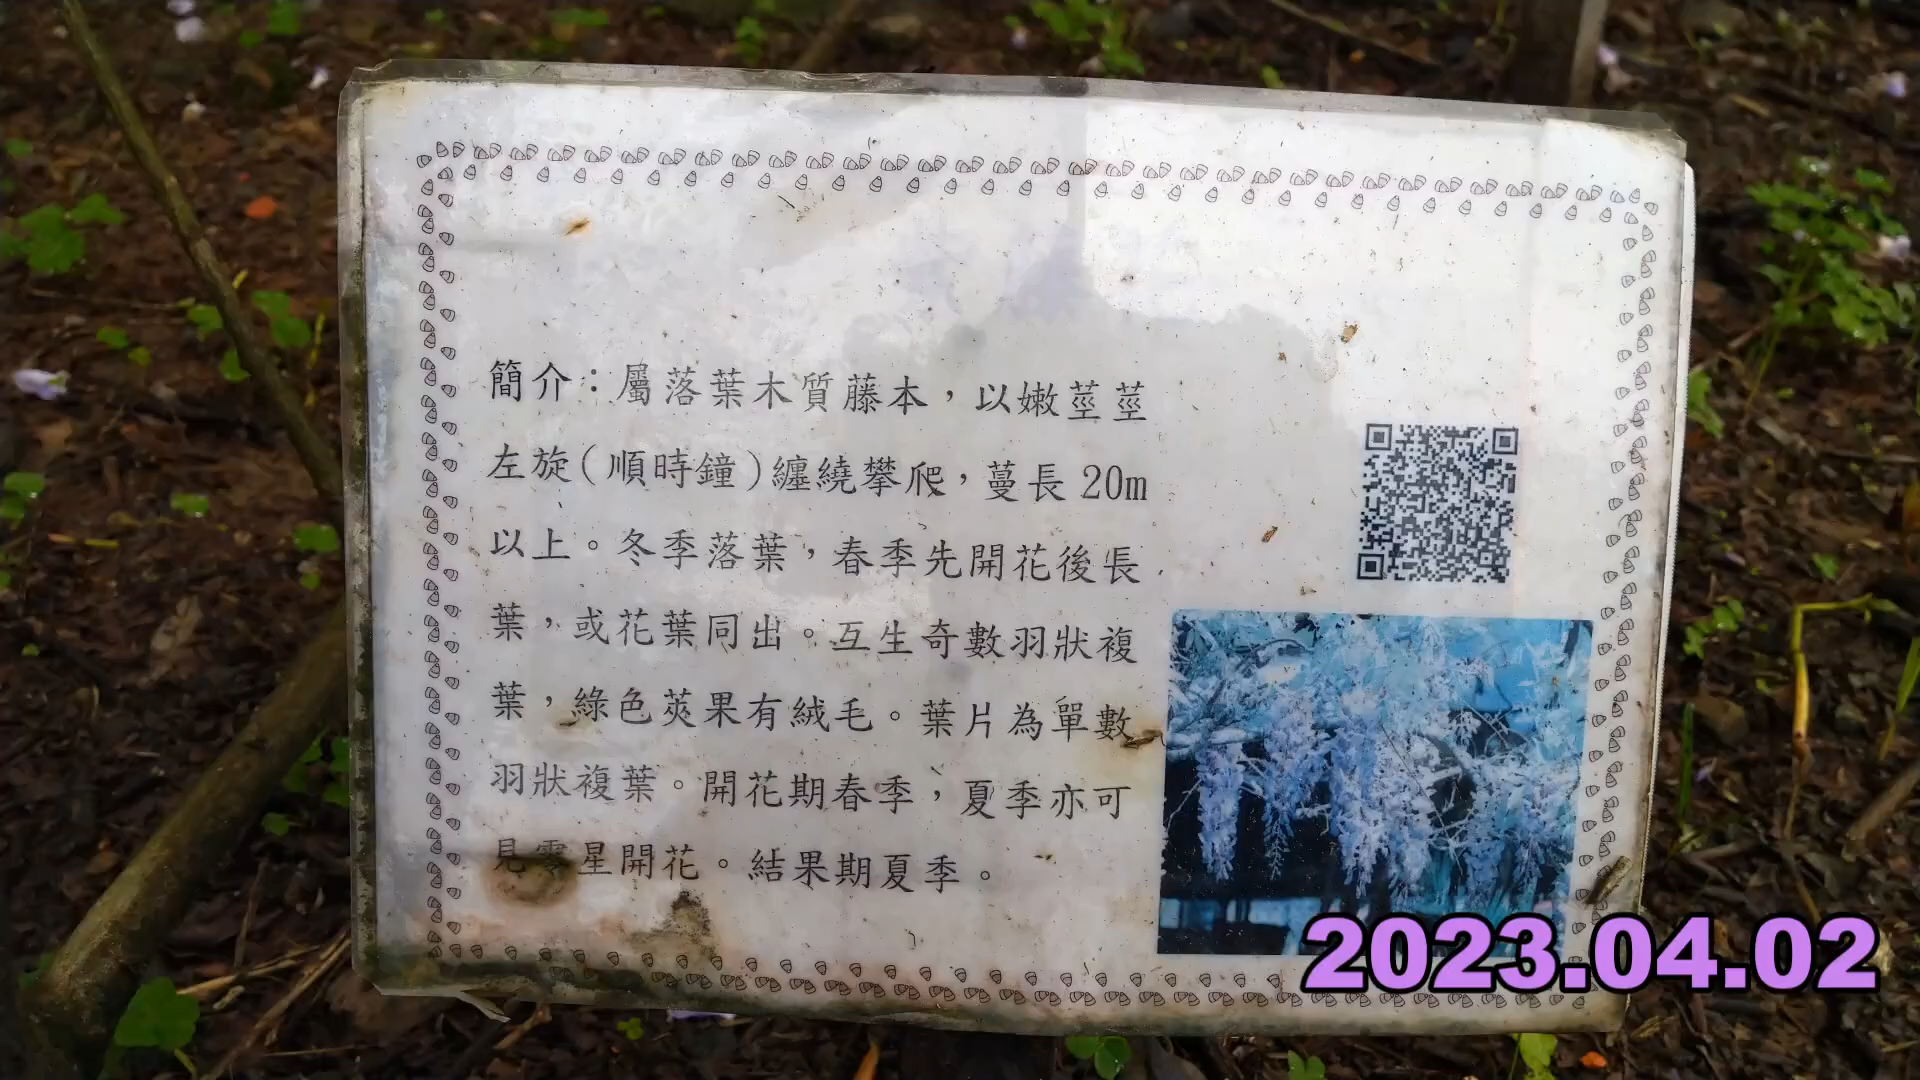 簡介：屬落葉木質藤本，以嫩莖莖
左旋(順時鐘)纏繞攀爬，蔓長 20m
以上。冬季落葉，春季先開花後長
葉，或花葉同出。互生奇數羽狀複
葉，綠色莢果有絨毛。葉片為單數
羽狀複葉。開花期春季，夏季亦可
見零星開花。結果期夏季。
2023.04.02